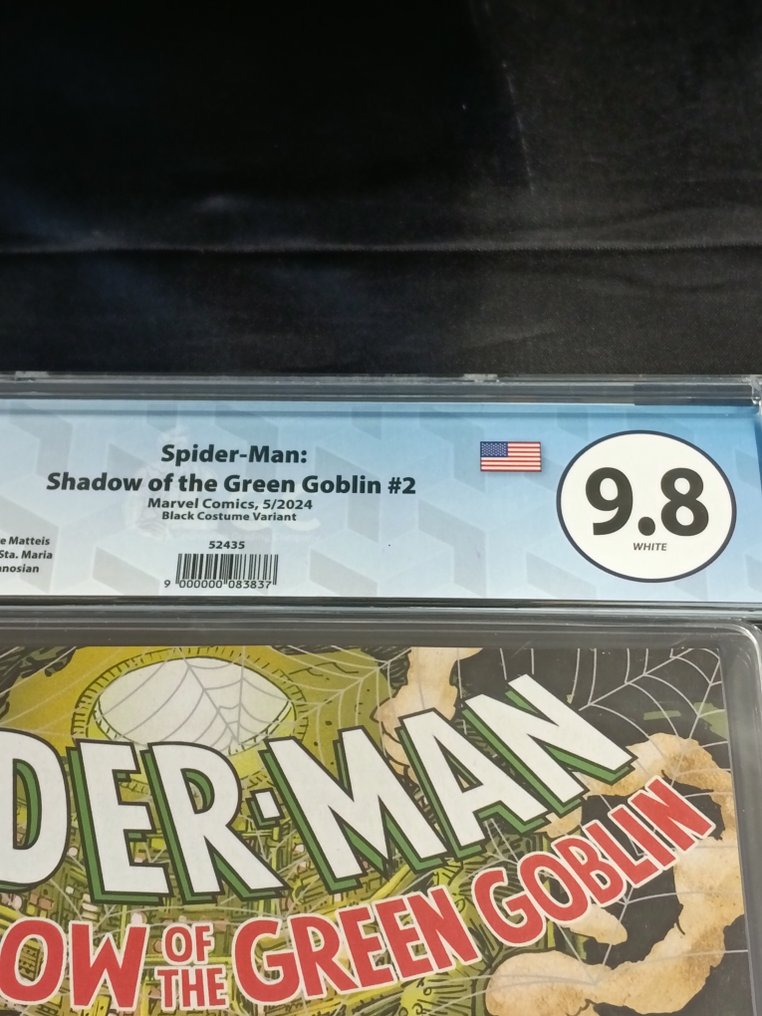 Spider-Man:
Shadow of the Green Goblin #2
Marvel Comics, 5/2024
Black Costume Variant
e Matteis
Sta. Maria
nosian
52435
9 000000 083837
9.8
WHITE
DER-MAN
OW OF THE GREEN GOBLIN